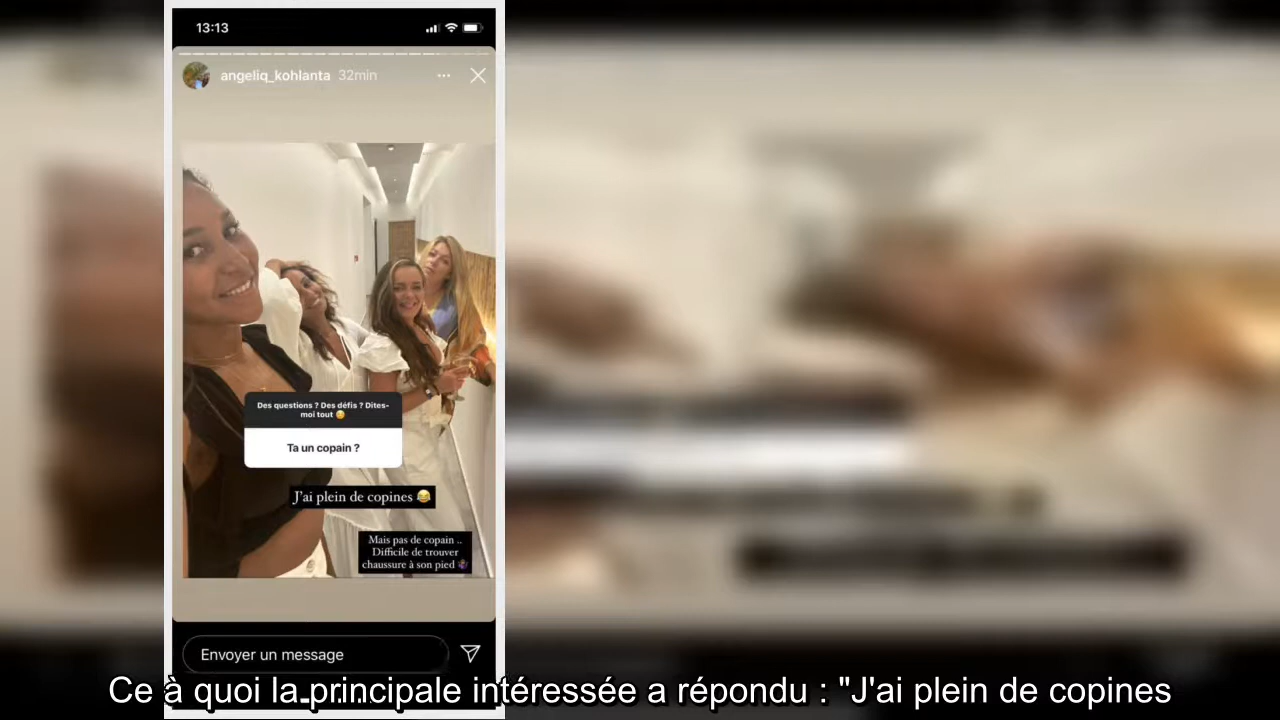 13:13
angeliq_kohlanta 32min
Des questions ? Des défis ? Dites-
moi tout 😏
Ta un copain ?
J'ai plein de copines 😂
Mais pas de copain ..
Difficile de trouver
chaussure à son pied 🤷🏾‍♀️
Envoyer un message
Ce à quoi la principale intéressée a répondu : "J'ai plein de copines